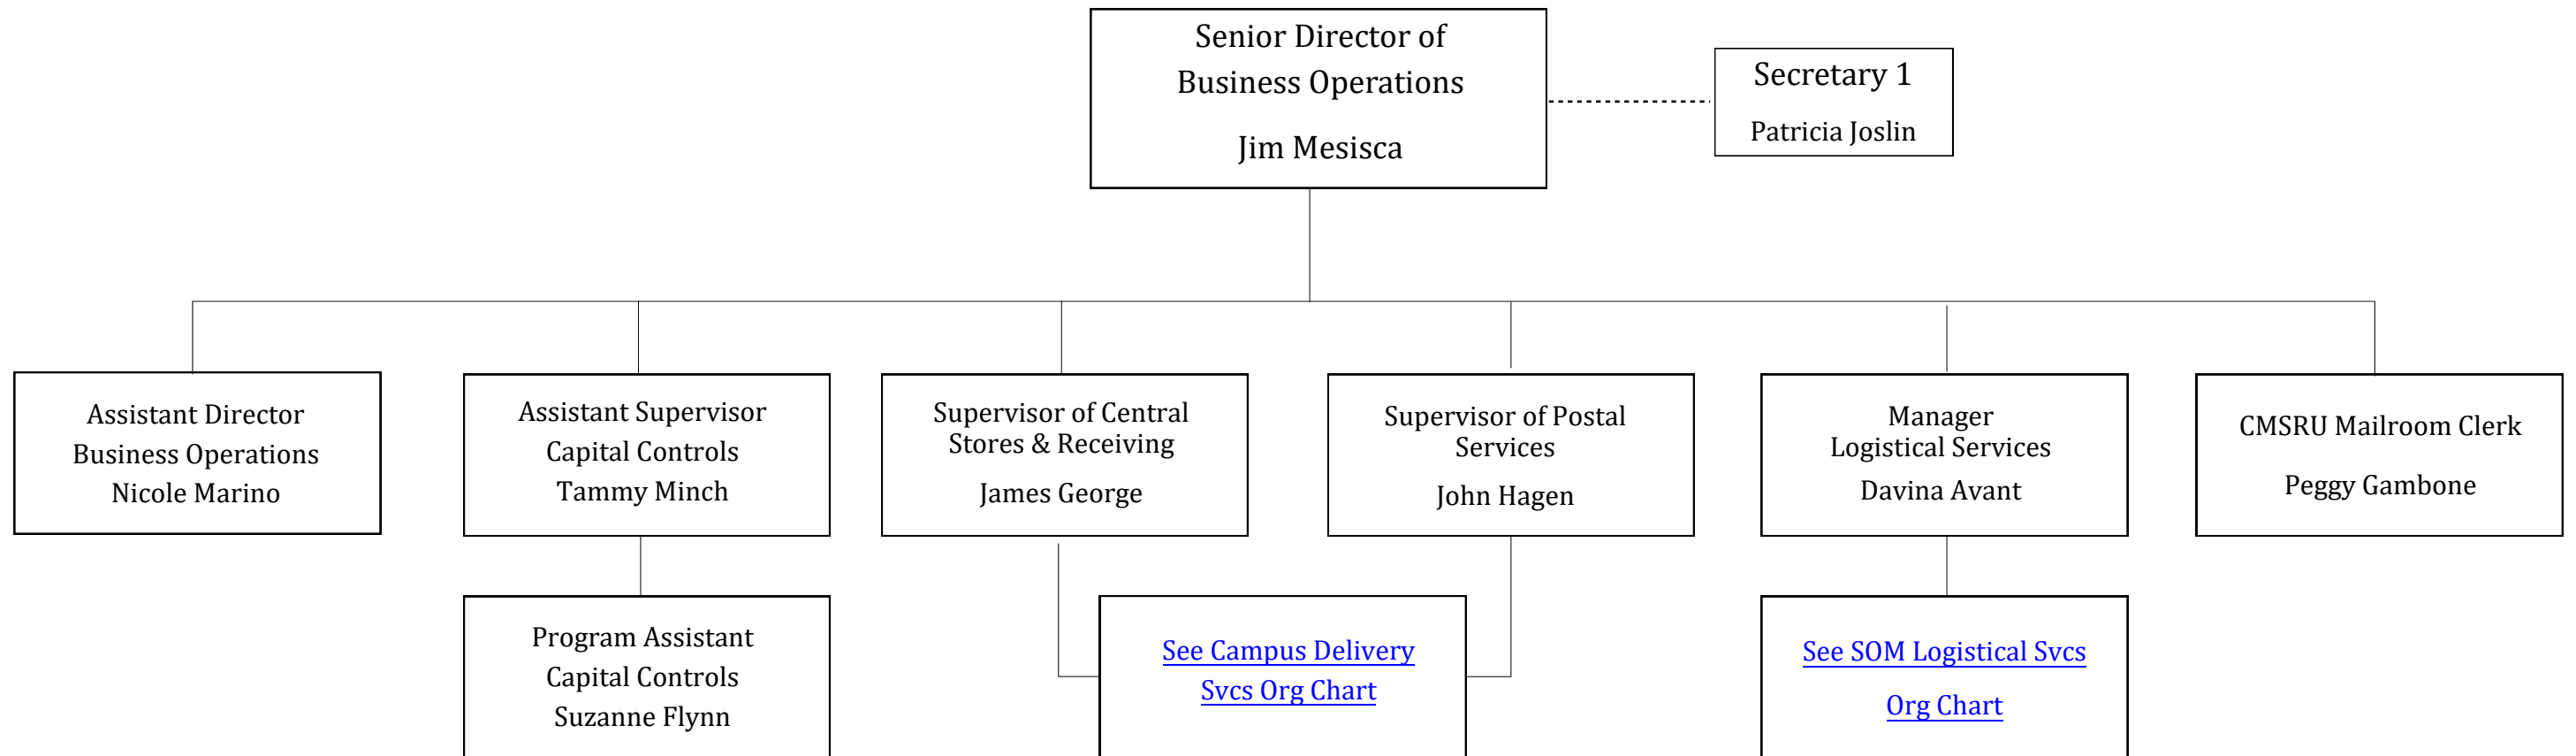 Senior Director of
Business Operations
Jim Mesisca
Secretary 1
Patricia Joslin
Assistant Director
Business Operations
Nicole Marino
Assistant Supervisor
Capital Controls
Tammy Minch
Supervisor of Central
Stores & Receiving
James George
Supervisor of Postal
Services
John Hagen
Manager
Logistical Services
Davina Avant
CMSRU Mailroom Clerk
Peggy Gambone
Program Assistant
Capital Controls
Suzanne Flynn
See Campus Delivery
Svcs Org Chart
See SOM Logistical Svcs
Org Chart